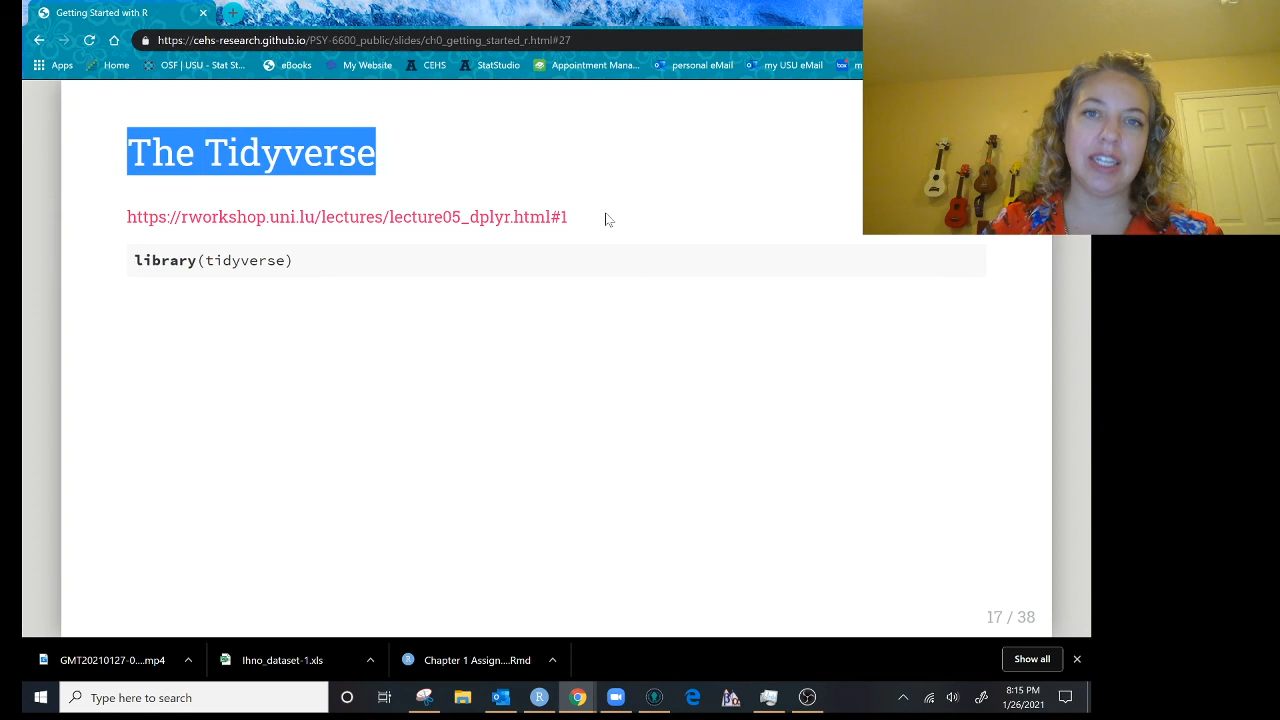 Getting Started with R
https://cehs-research.github.io/PSY-6600_public/slides/ch0_getting_started_r.html#27
Apps Home OSF | USU - Stat St... eBooks My Website CEHS StatStudio Appointment Mana... personal eMail my USU eMail box m
The Tidyverse
https://rworkshop.uni.lu/lectures/lecture05_dplyr.html#1
library(tidyverse)
17 / 38
GMT20210127-0....mp4 Ihno_dataset-1.xls Chapter 1 Assign....Rmd Show all
Type here to search
8:15 PM
1/26/2021